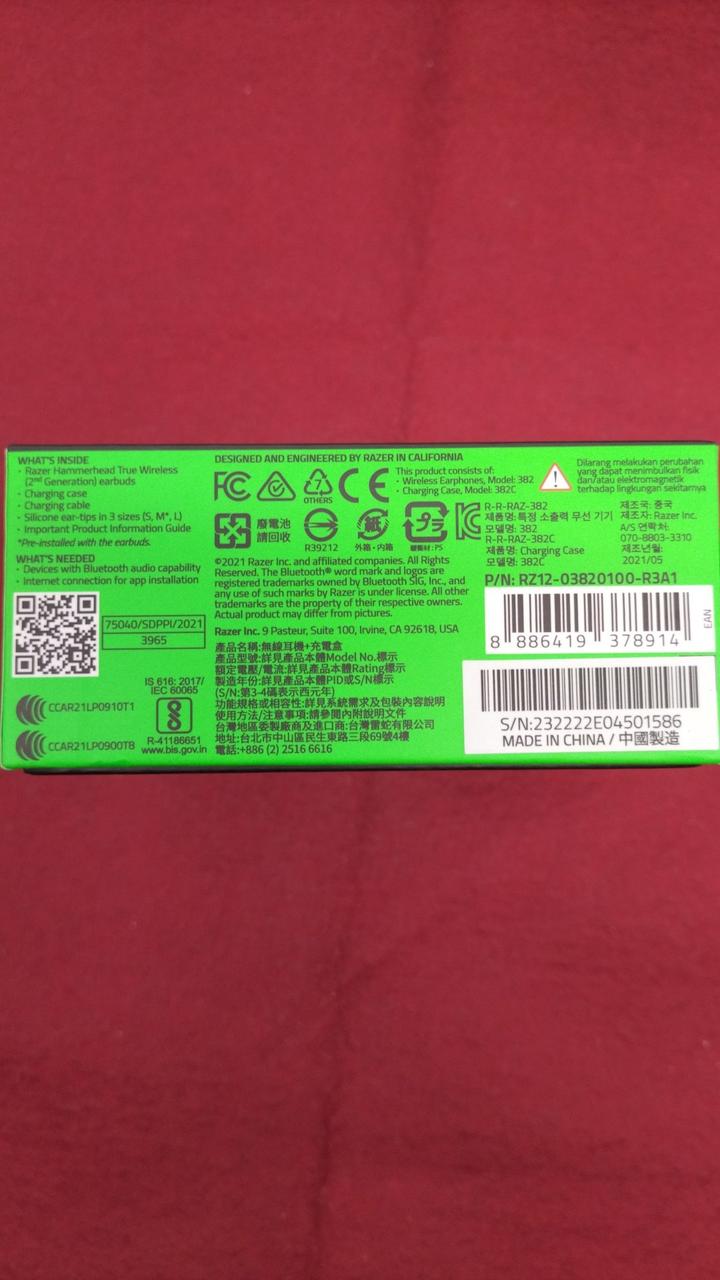 WHAT'S INSIDE
• Razer Hammerhead True Wireless
(2nd Generation) earbuds
• Charging case
• Charging cable
• Silicone ear-tips in 3 sizes (S, M*, L)
• Important Product Information Guide
*Pre-installed with the earbuds.
WHAT'S NEEDED
• Devices with Bluetooth audio capability
• Internet connection for app installation
75040/SDPPI/2021
3965
CCAR21LP0910T1
CCAR21LP0900T8
IS 616: 2017/
IEC 60065
R-41186651
www.bis.gov.in
DESIGNED AND ENGINEERED BY RAZER IN CALIFORNIA
FC
7
OTHERS
CE
This product consists of:
• Wireless Earphones, Model: 382
• Charging Case, Model: 382C
廢電池
請回收
R39212
紙
外箱・内箱
プラ
PS
©2021 Razer Inc. and affiliated companies. All Rights
Reserved. The Bluetooth® word mark and logos are
registered trademarks owned by Bluetooth SIG, Inc., and
any use of such marks by Razer is under license. All other
trademarks are the property of their respective owners.
Actual product may differ from pictures.
Razer Inc. 9 Pasteur, Suite 100, Irvine, CA 92618, USA
產品名稱:無線耳機+充電盒
產品型號:詳見產品本體Model No.標示
額定電壓/電流:詳見產品本體Rating標示
製造年份:詳見產品本體PID或S/N標示
(S/N:第3-4碼表示西元年)
功能規格或相容性:詳見系統需求及包裝內容說明
使用方法/注意事項:請參閱內附說明文件
台灣地區委製廠商及進口商:台灣雷蛇有限公司
地址:台北市中山區民生東路三段69號4樓
電話:+886 (2) 2516 6616
Dilarang melakukan perubahan
yang dapat menimbulkan fisik
dan/atau elektromagnetik
terhadap lingkungan sekitarnya
R-R-RAZ-382
제품명: 특정 소출력 무선 기기
모델명: 382
R-R-RAZ-382C
제품명: Charging Case
모델명: 382C
제조국: 중국
제조자: Razer Inc.
A/S 연락처:
070-8803-3310
제조년월:
2021/05
P/N: RZ12-03820100-R3A1
8 886419 378914
EAN
S/N:232222E04501586
MADE IN CHINA / 中國製造